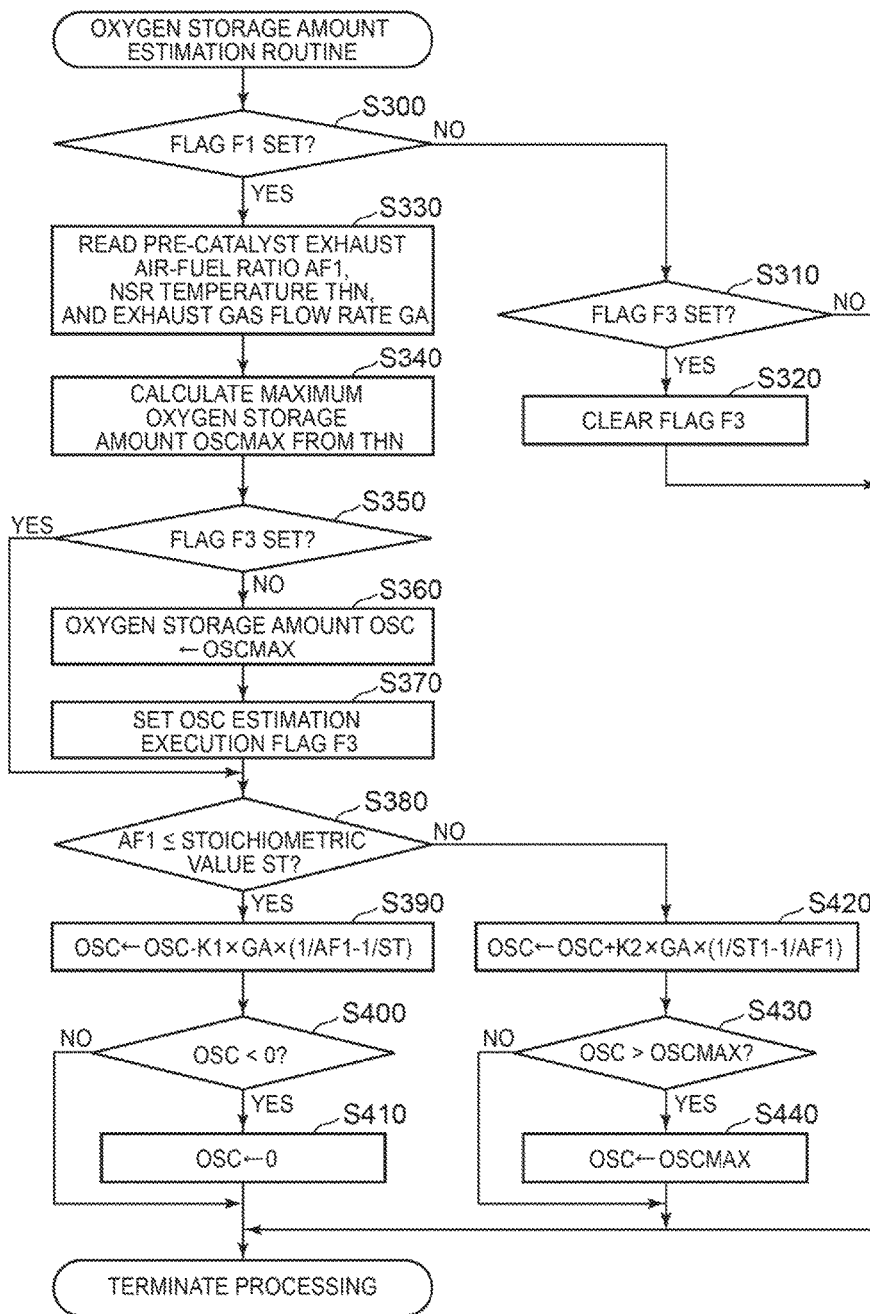 OXYGEN STORAGE AMOUNT
ESTIMATION ROUTINE
S300
FLAG F1 SET?
NO
YES
S330
READ PRE-CATALYST EXHAUST
AIR-FUEL RATIO AF1,
NSR TEMPERATURE THN,
AND EXHAUST GAS FLOW RATE GA
S310
FLAG F3 SET?
NO
YES
S320
CLEAR FLAG F3
S340
CALCULATE MAXIMUM
OXYGEN STORAGE
AMOUNT OSCMAX FROM THN
S350
YES
FLAG F3 SET?
NO
S360
OXYGEN STORAGE AMOUNT OSC
←OSCMAX
S370
SET OSC ESTIMATION
EXECUTION FLAG F3
S380
AF1 ≤ STOICHIOMETRIC
VALUE ST?
NO
YES
S390
OSC←OSC-K1×GA×(1/AF1-1/ST)
S400
NO
OSC < 0?
YES
S410
OSC←0
S420
OSC←OSC+K2×GA×(1/ST1-1/AF1)
S430
NO
OSC > OSCMAX?
YES
S440
OSC←OSCMAX
TERMINATE PROCESSING